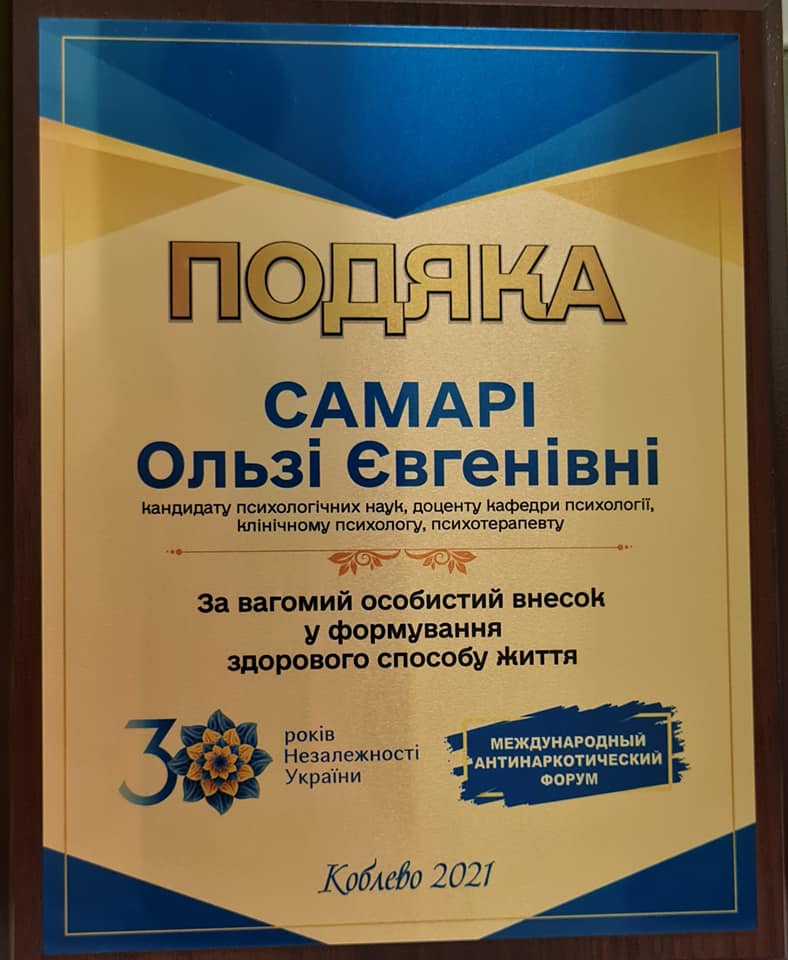 ПОДЯКА
САМАРІ
Ользі Євгенівні
кандидату психологічних наук, доценту кафедри психології,
клінічному психологу, психотерапевту
За вагомий особистий внесок
у формування
здорового способу життя
30
років
Незалежності
України
МЕЖДУНАРОДНЫЙ
АНТИНАРКОТИЧЕСКИЙ
ФОРУМ
Коблево 2021